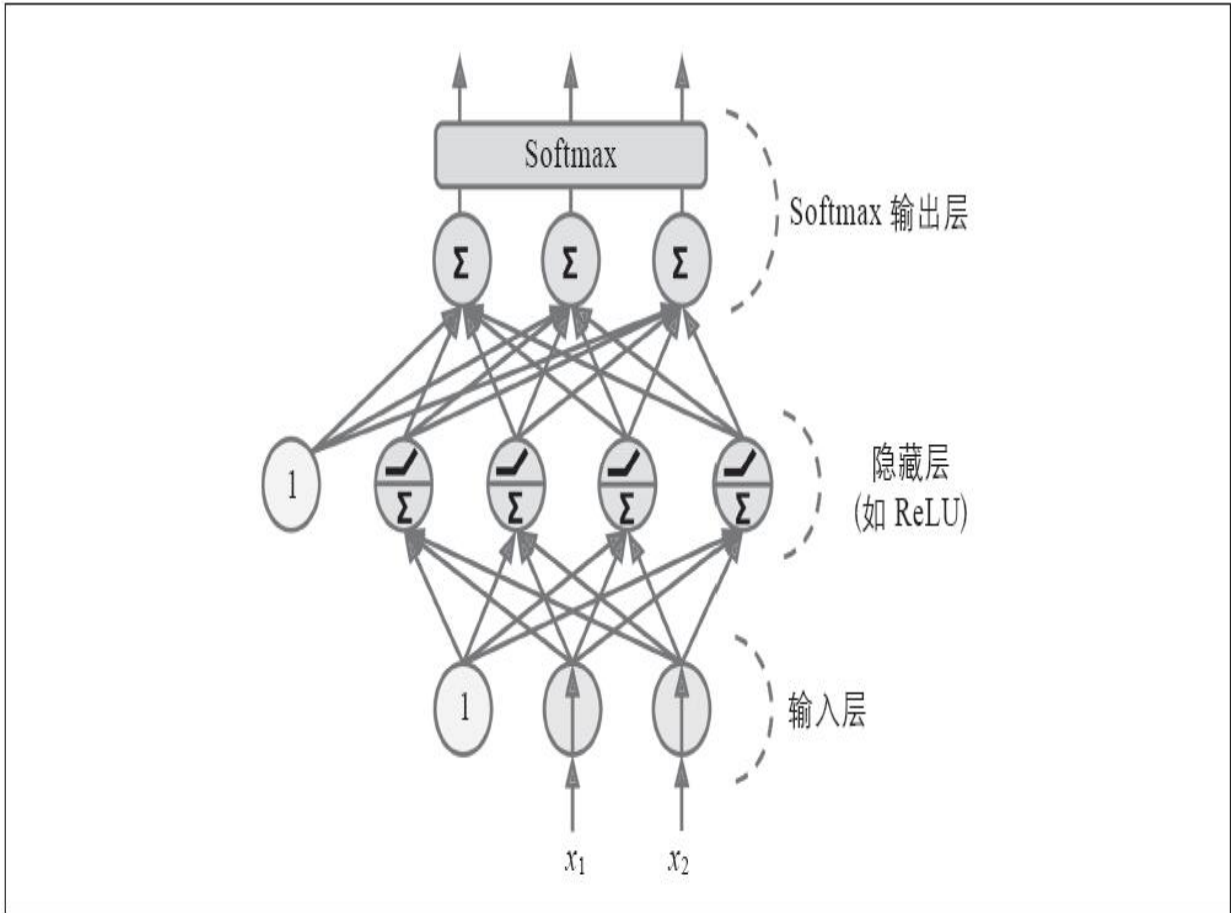 Softmax
Softmax 输出层
Σ Σ Σ
1
Σ Σ Σ Σ
隐藏层
(如 ReLU)
1
输入层
x₁ x₂